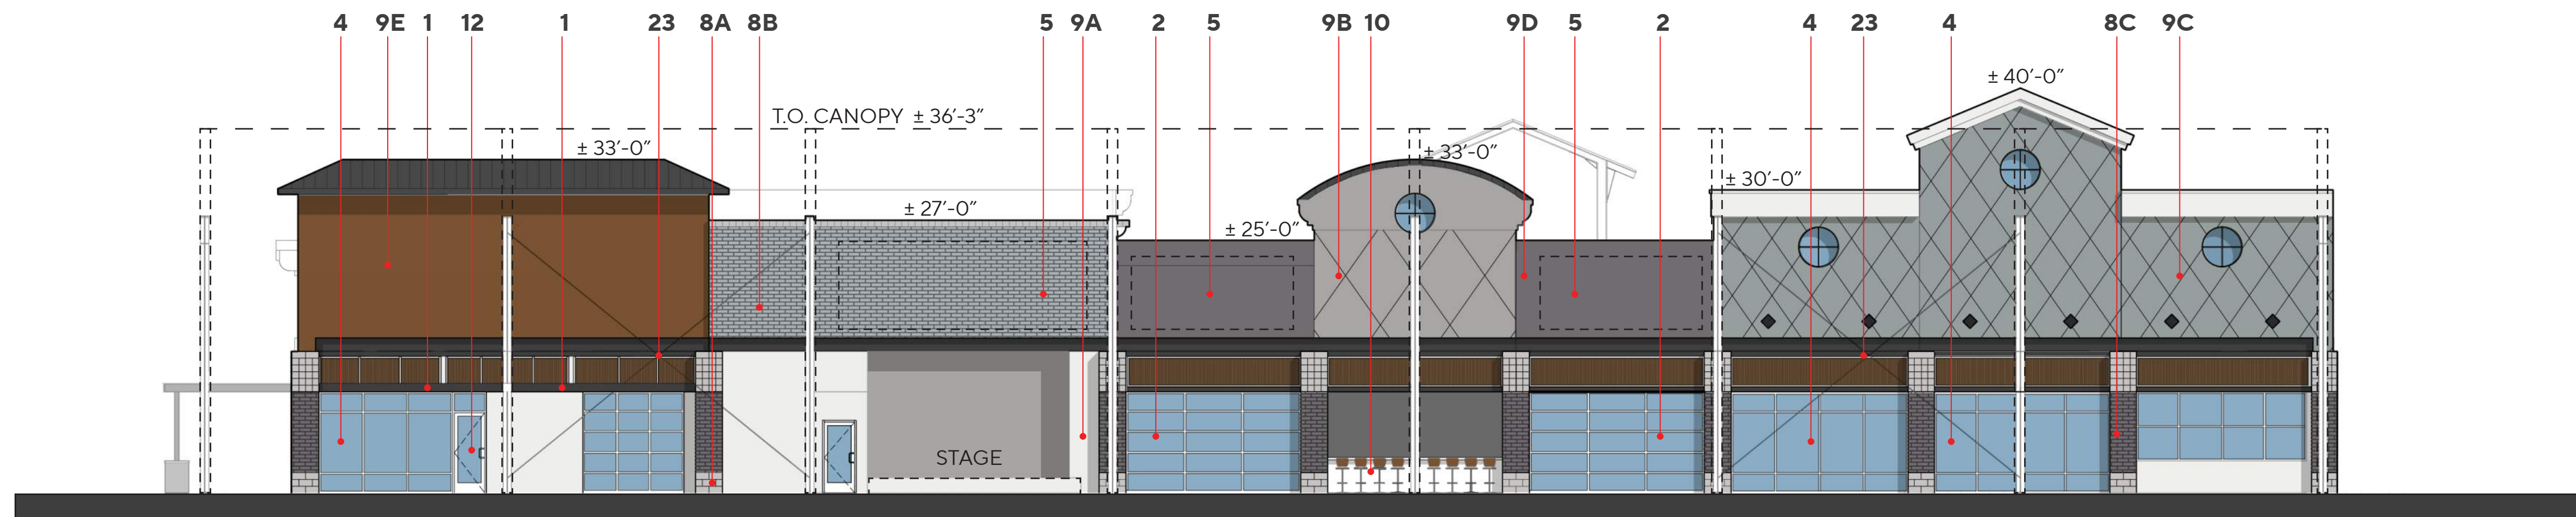 4 9E 1 12 1 23 8A 8B 5 9A 2 5 9B 10 9D 5 2 4 23 4 8C 9C
± 40′-0″
T.O. CANOPY ± 36′-3″
± 33′-0″
± 33′-0″
± 30′-0″
± 27′-0″
± 25′-0″
STAGE